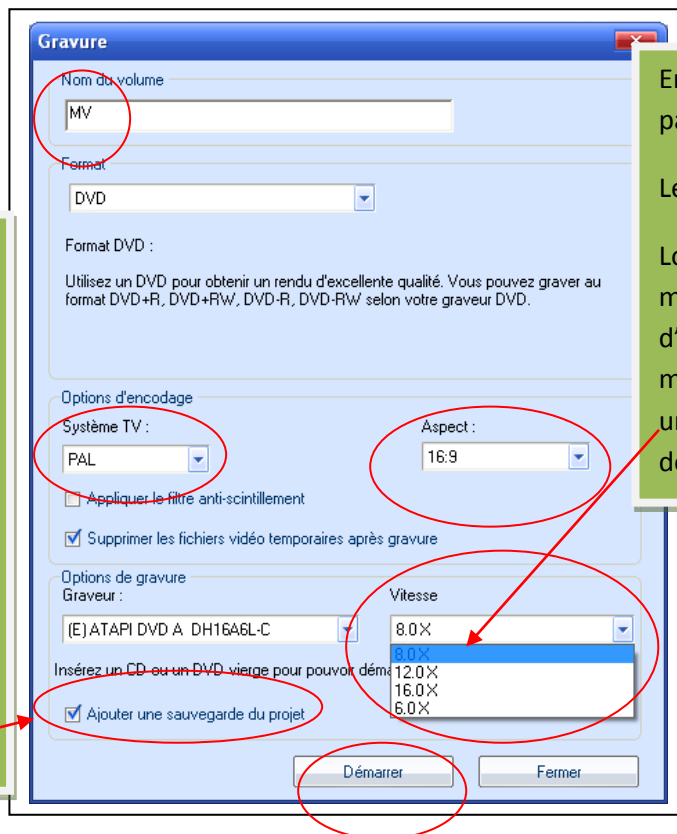 Gravure
Nom du volume
MV
Format
DVD
Format DVD :
Utilisez un DVD pour obtenir un rendu d'excellente qualité. Vous pouvez graver au
format DVD+R, DVD+RW, DVD-R, DVD-RW selon votre graveur DVD.
Options d'encodage
Système TV :
Aspect :
PAL
16:9
Appliquer le filtre anti-scintillement
Supprimer les fichiers vidéo temporaires après gravure
Options de gravure
Graveur :
Vitesse
(E) ATAPI DVD A DH16A6L-C
8.0X
8.0X
12.0X
16.0X
6.0X
Insérez un CD ou un DVD vierge pour pouvoir
Ajouter une sauvegarde du projet
Démarrer
Fermer